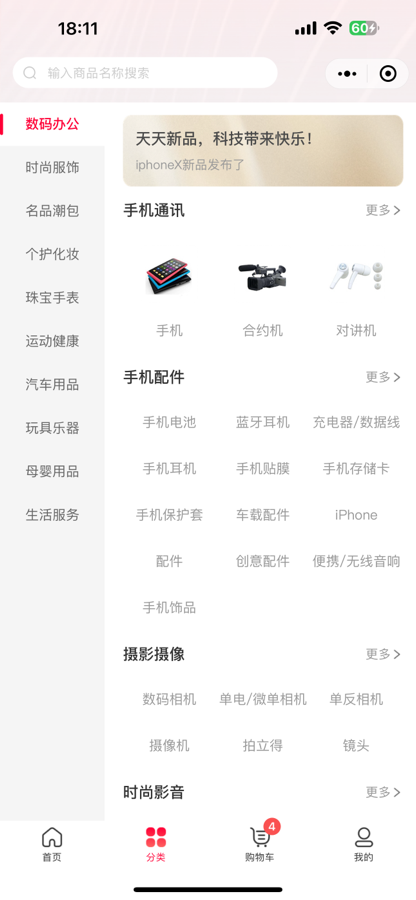 18:11
60
输入商品名称搜索
数码办公
时尚服饰
名品潮包
个护化妆
珠宝手表
运动健康
汽车用品
玩具乐器
母婴用品
生活服务
天天新品，科技带来快乐！
iphoneX新品发布了
手机通讯 更多
手机 合约机 对讲机
手机配件 更多
手机电池 蓝牙耳机 充电器/数据线
手机耳机 手机贴膜 手机存储卡
手机保护套 车载配件 iPhone
配件 创意配件 便携/无线音响
手机饰品
摄影摄像 更多
数码相机 单电/微单相机 单反相机
摄像机 拍立得 镜头
时尚影音 更多
4
首页 分类 购物车 我的